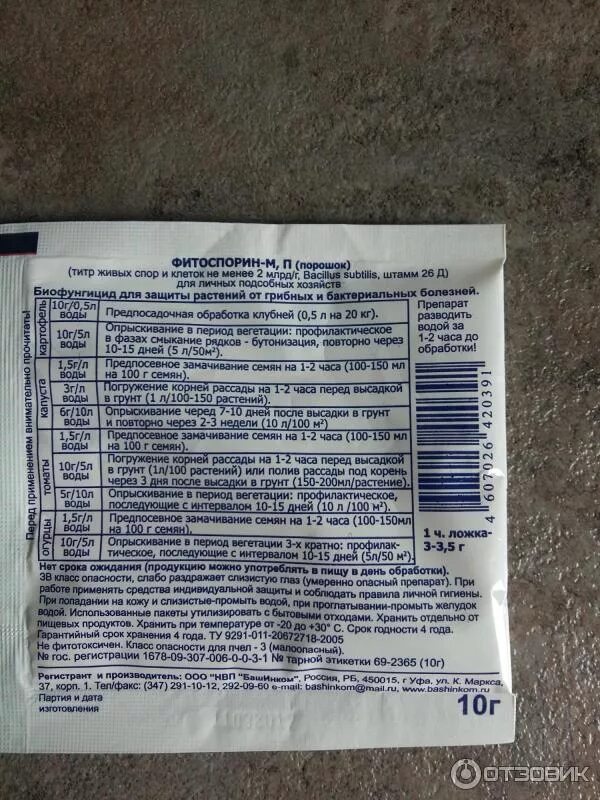 ФИТОСПОРИН-М, П (порошок)
(титр живых спор и клеток не менее 2 млрд/г, Bacillus subtilis, штамм 26 Д)
для личных подсобных хозяйств
Биофунгицид для защиты растений от грибных и бактериальных болезней.
Перед применением внимательно прочитать!
картофель
10г/0,5л
воды
Предпосадочная обработка клубней (0,5 л на 20 кг).
10г/5л
воды
Опрыскивание в период вегетации: профилактическое
в фазах смыкание рядков - бутонизация, повторно через
10-15 дней (5 л/50м²).
капуста
1,5г/л
воды
Предпосевное замачивание семян на 1-2 часа (100-150 мл
на 100 г семян).
3г/л
воды
Погружение корней рассады на 1-2 часа перед высадкой
в грунт (1 л/100-150 растений).
6г/10л
воды
Опрыскивание через 7-10 дней после высадки в грунт
и повторно через 2-3 недели (10 л/100 м²)
томаты
1,5г/л
воды
Предпосевное замачивание семян на 1-2 часа (100-150 мл
на 100 г семян).
10г/5л
воды
Погружение корней рассады на 1-2 часа перед высадкой
в грунт (1л/100 растений) или полив рассады под корень
через 3 дня после высадки в грунт (150-200мл/растение).
5г/10л
воды
Опрыскивание в период вегетации: профилактическое,
последующие с интервалом 10-15 дней (10 л /100 м²).
огурцы
1,5г/л
воды
Предпосевное замачивание семян на 1-2 часа (100-150мл
на 100 г семян).
10г/5л
воды
Опрыскивание в период вегетации 3-х кратно: профилак-
тическое, последующие с интервалом 10-15 дней (5л/50 м²).
Препарат
разводить
водой за
1-2 часа до
обработки!
4 607026 420391
1 ч. ложка-
3-3,5 г
Нет срока ожидания (продукцию можно употреблять в пищу в день обработки).
3В класс опасности, слабо раздражает слизистую глаз (умеренно опасный препарат). При
работе применять средства индивидуальной защиты и соблюдать правила личной гигиены.
При попадании на кожу и слизистые-промыть водой, при проглатывании-промыть желудок
водой. Использованные пакеты утилизировать с бытовыми отходами. Хранить отдельно от
пищевых продуктов. Хранить при температуре от -20 до +30° С. Срок годности 4 года.
Гарантийный срок хранения 4 года. ТУ 9291-011-20672718-2005
Не фитотоксичен. Класс опасности для пчел - 3 (малоопасный).
№ гос. регистрации 1678-09-307-006-0-0-3-1 № тарной этикетки 69-2365 (10г)
Регистрант и производитель: ООО "НВП "БашИнком", Россия, РБ, 450015, г Уфа, ул. К. Маркса,
37, корп. 1. Тел/факс: (347) 291-10-12, 292-09-60 e-mail: bashinkom@mail.ru, www.bashinkom.ru
Партия и дата
изготовления
10г
ОТЗОВИК